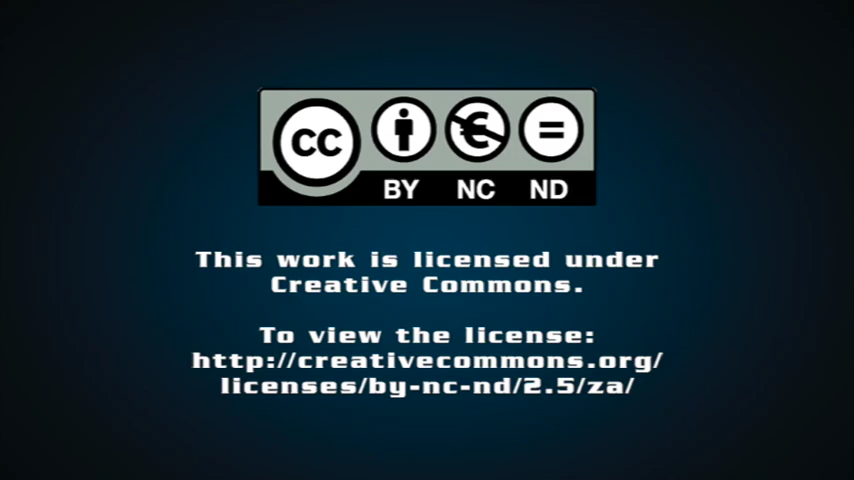 CC
BY NC ND
This work is licensed under
Creative Commons.
To view the license:
http://creativecommons.org/
licenses/by-nc-nd/2.5/za/